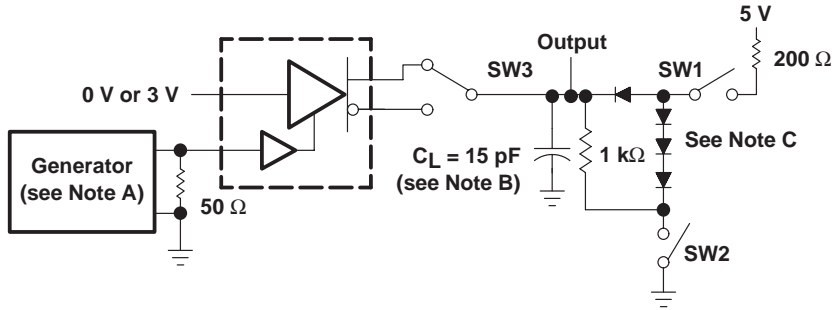 5 V
Output
SW3
SW1
200 Ω
0 V or 3 V
Generator
(see Note A)
50 Ω
CL = 15 pF
(see Note B)
1 kΩ
See Note C
SW2